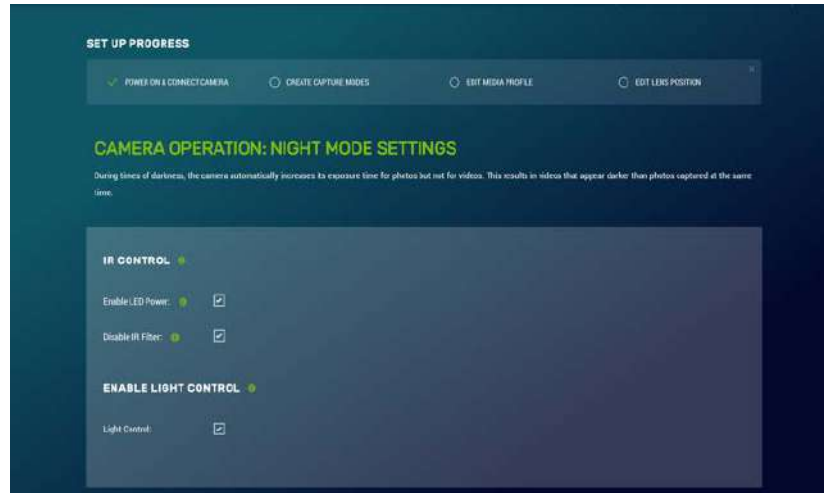 SET UP PROGRESS
POWER ON & CONNECT CAMERA
CREATE CAPTURE MODES
EDIT MEDIA PROFILE
EDIT LENS POSITION
CAMERA OPERATION: NIGHT MODE SETTINGS
During times of darkness, the camera automatically increases its exposure time for photos but not for videos. This results in videos that appear darker than photos captured at the same
time.
IR CONTROL
Enable LED Power:
Disable IR Filter:
ENABLE LIGHT CONTROL
Light Control: